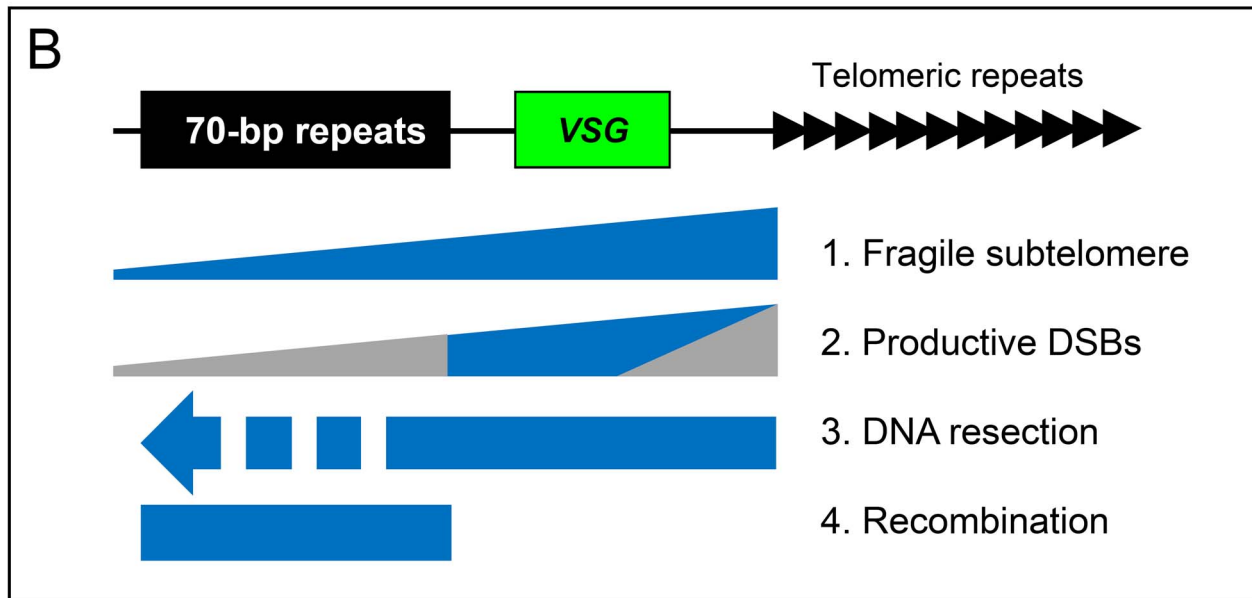 B
Telomeric repeats
70-bp repeats
VSG
1. Fragile subtelomere
2. Productive DSBs
3. DNA resection
4. Recombination